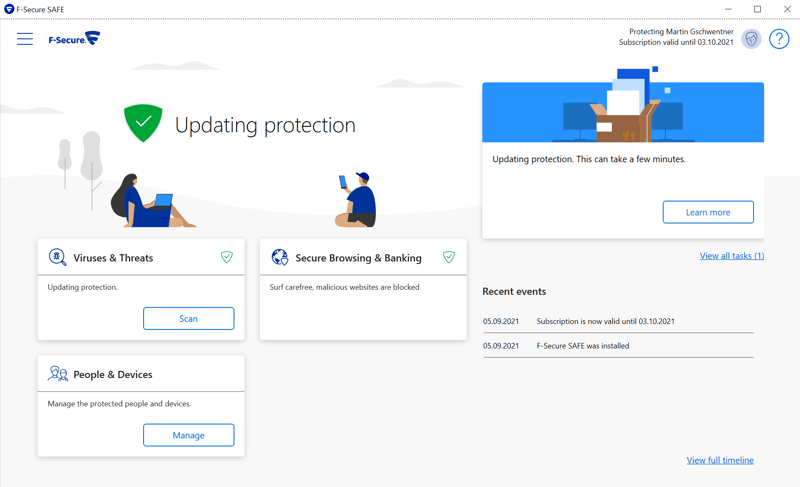 F-Secure SAFE
F-Secure.
Protecting Martin Gschwentner
Subscription valid until 03.10.2021
?
Updating protection
Updating protection. This can take a few minutes.
Learn more
View all tasks (1)
Viruses & Threats
Updating protection.
Scan
Secure Browsing & Banking
Surf carefree, malicious websites are blocked
People & Devices
Manage the protected people and devices.
Manage
Recent events
05.09.2021 Subscription is now valid until 03.10.2021
05.09.2021 F-Secure SAFE was installed
View full timeline